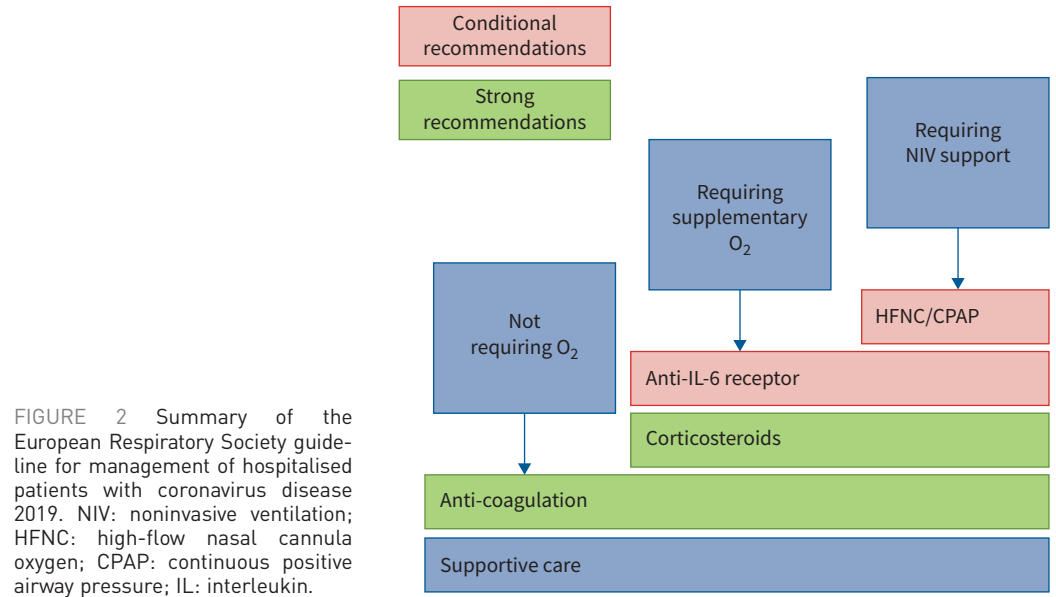 Conditional
recommendations
Strong
recommendations
Requiring
NIV support
Requiring
supplementary
O₂
Not
requiring O₂
HFNC/CPAP
Anti-IL-6 receptor
Corticosteroids
Anti-coagulation
Supportive care
FIGURE 2 Summary of the
European Respiratory Society guide-
line for management of hospitalised
patients with coronavirus disease
2019. NIV: noninvasive ventilation;
HFNC: high-flow nasal cannula
oxygen; CPAP: continuous positive
airway pressure; IL: interleukin.